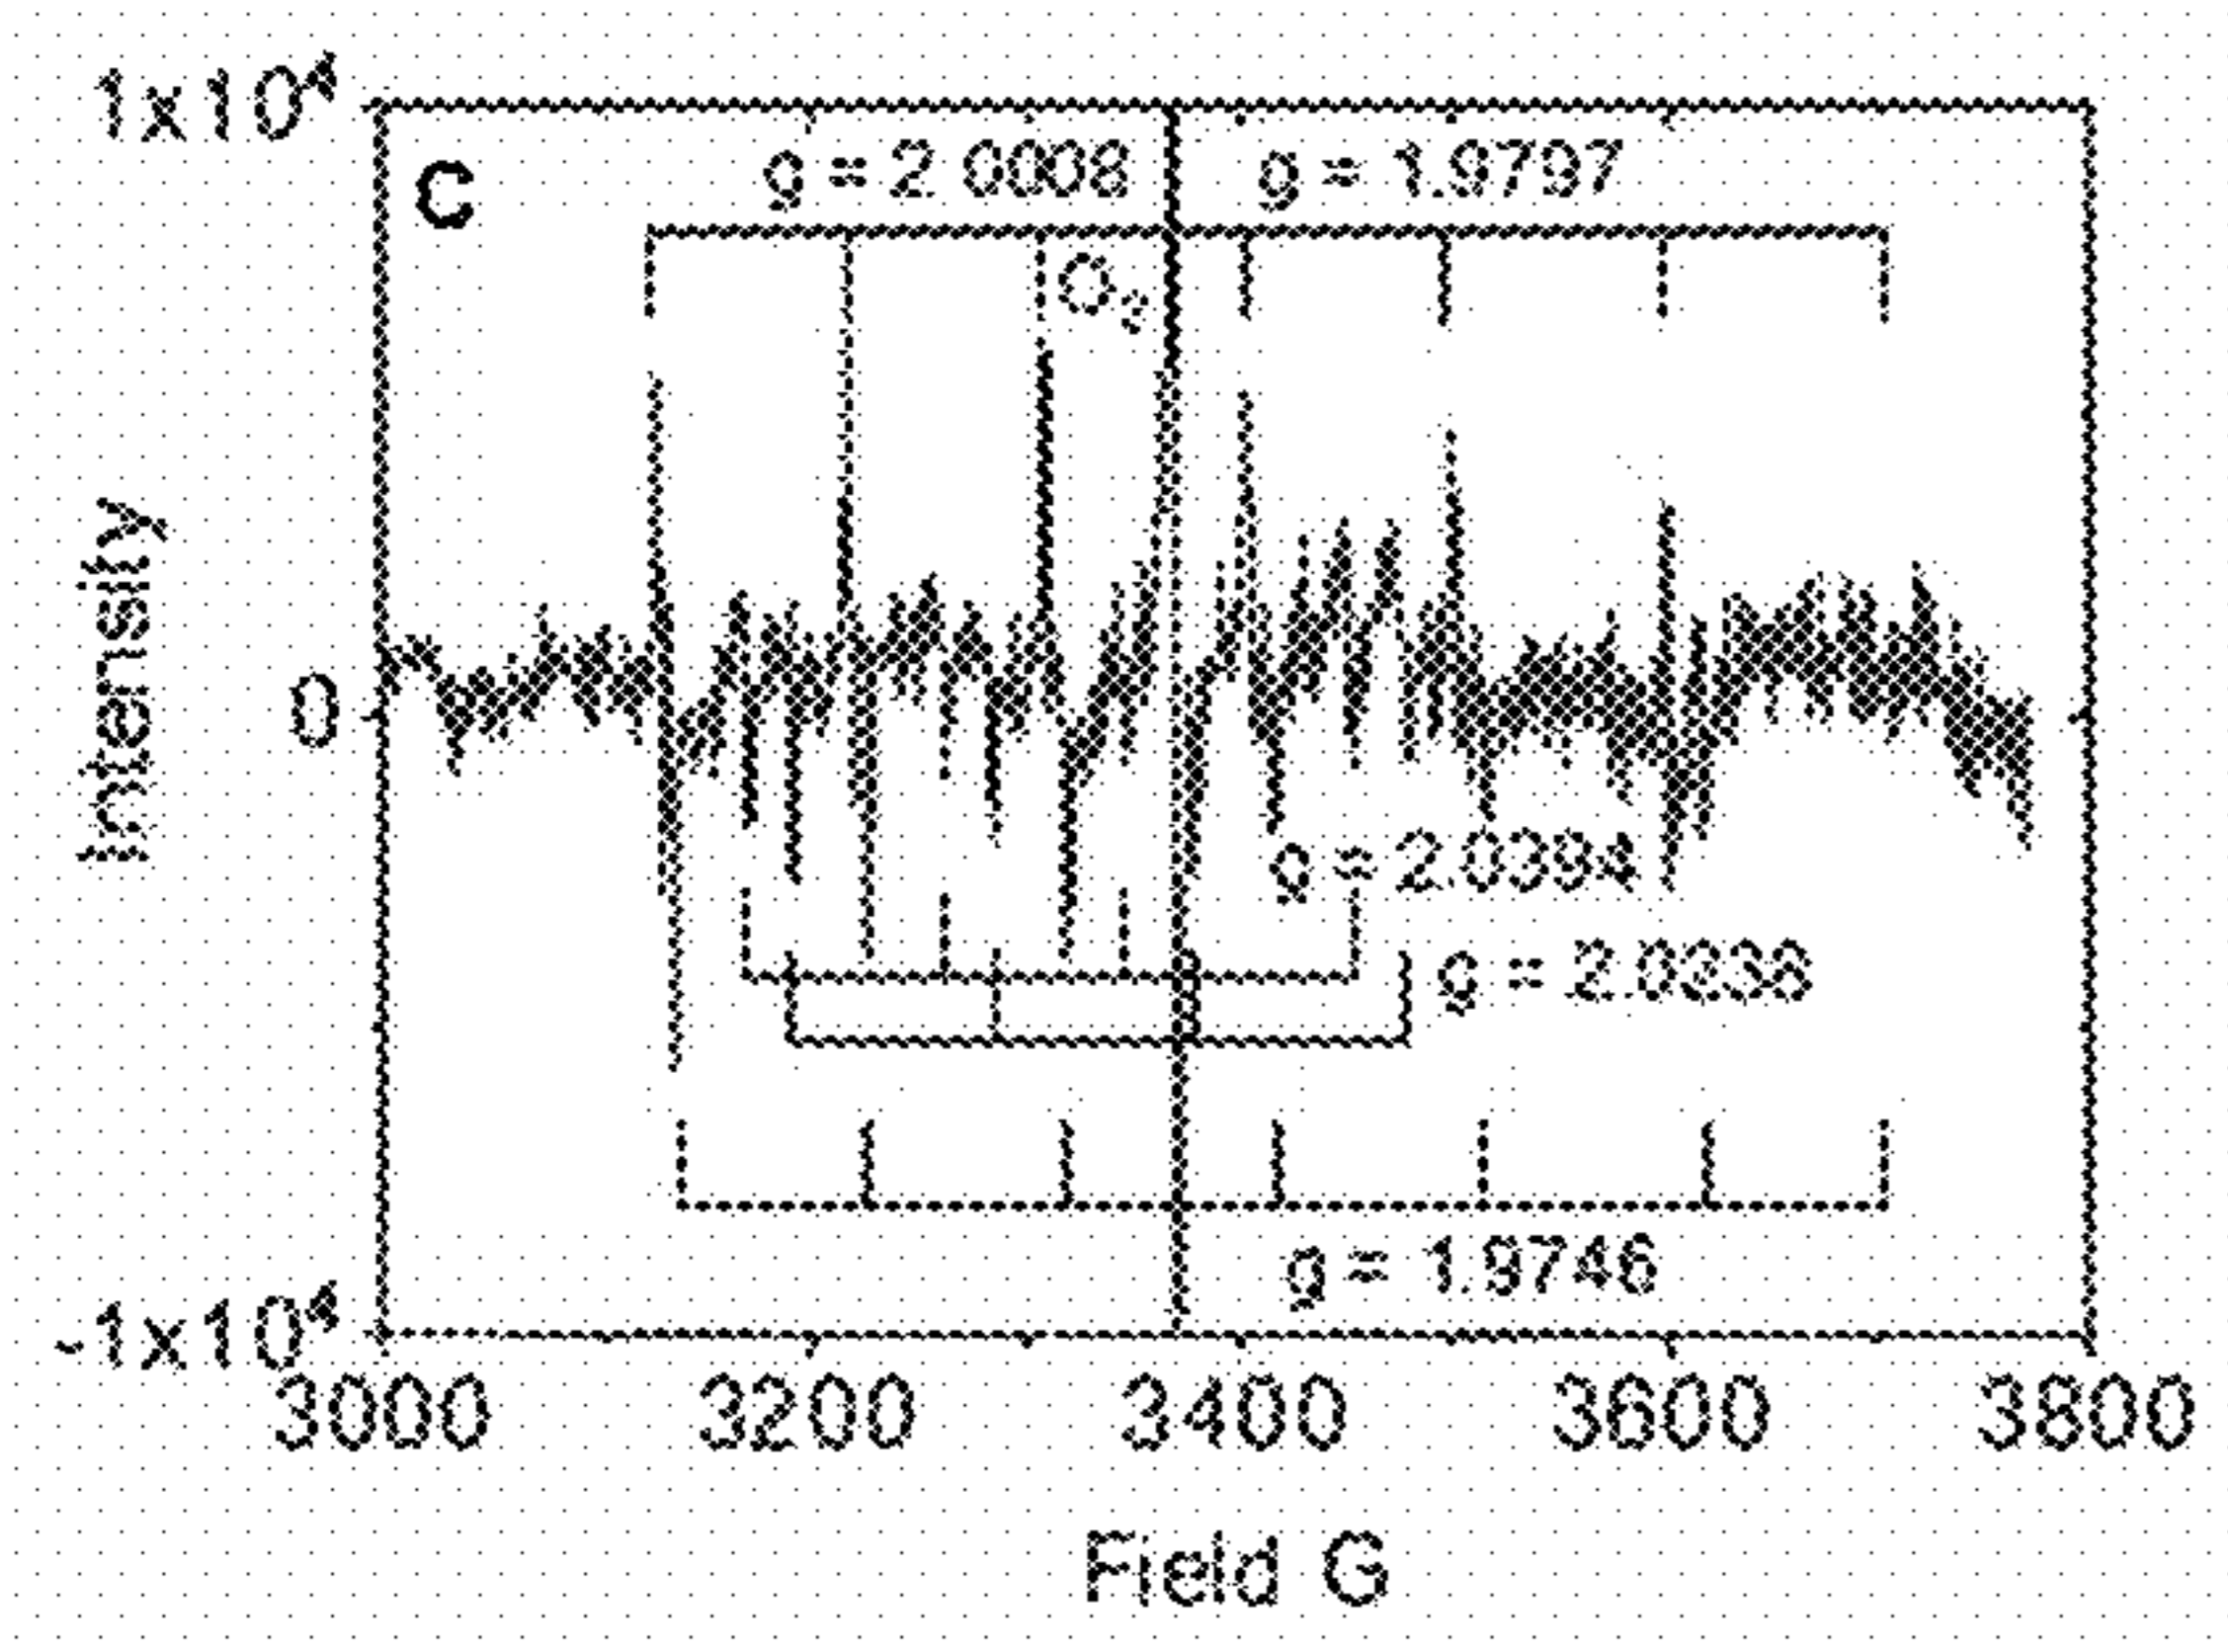 1x10⁴
C
g = 2.0008
g = 1.9797
Intensity
0
g = 2.0394
g = 2.0238
g = 1.9746
-1x10⁴
3000 3200 3400 3600 3800
Field G